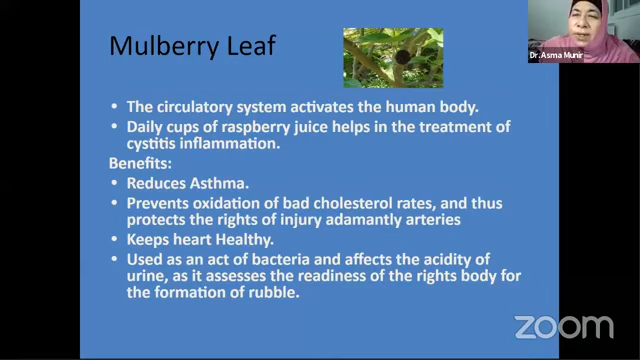 Mulberry Leaf
Dr.Asma Munir
• The circulatory system activates the human body.
• Daily cups of raspberry juice helps in the treatment of
cystitis inflammation.
Benefits:
• Reduces Asthma.
• Prevents oxidation of bad cholesterol rates, and thus
protects the rights of injury adamantly arteries
• Keeps heart Healthy.
• Used as an act of bacteria and affects the acidity of
urine, as it assesses the readiness of the rights body for
the formation of rubble.
zoom